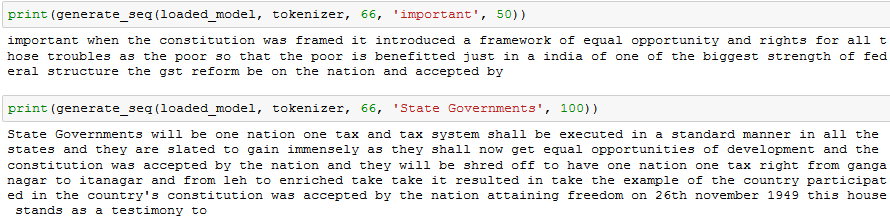 print(generate_seq(loaded_model, tokenizer, 66, 'important', 50))
important when the constitution was framed it introduced a framework of equal opportunity and rights for all t
hose troubles as the poor so that the poor is benefitted just in a india of one of the biggest strength of fed
eral structure the gst reform be on the nation and accepted by
print(generate_seq(loaded_model, tokenizer, 66, 'State Governments', 100))
State Governments will be one nation one tax and tax system shall be executed in a standard manner in all the
states and they are slated to gain immensely as they shall now get equal opportunities of development and the
constitution was accepted by the nation and they will be shred off to have one nation one tax right from ganga
nagar to itanagar and from leh to enriched take take it resulted in take the example of the country participat
ed in the country's constitution was accepted by the nation attaining freedom on 26th november 1949 this house
stands as a testimony to